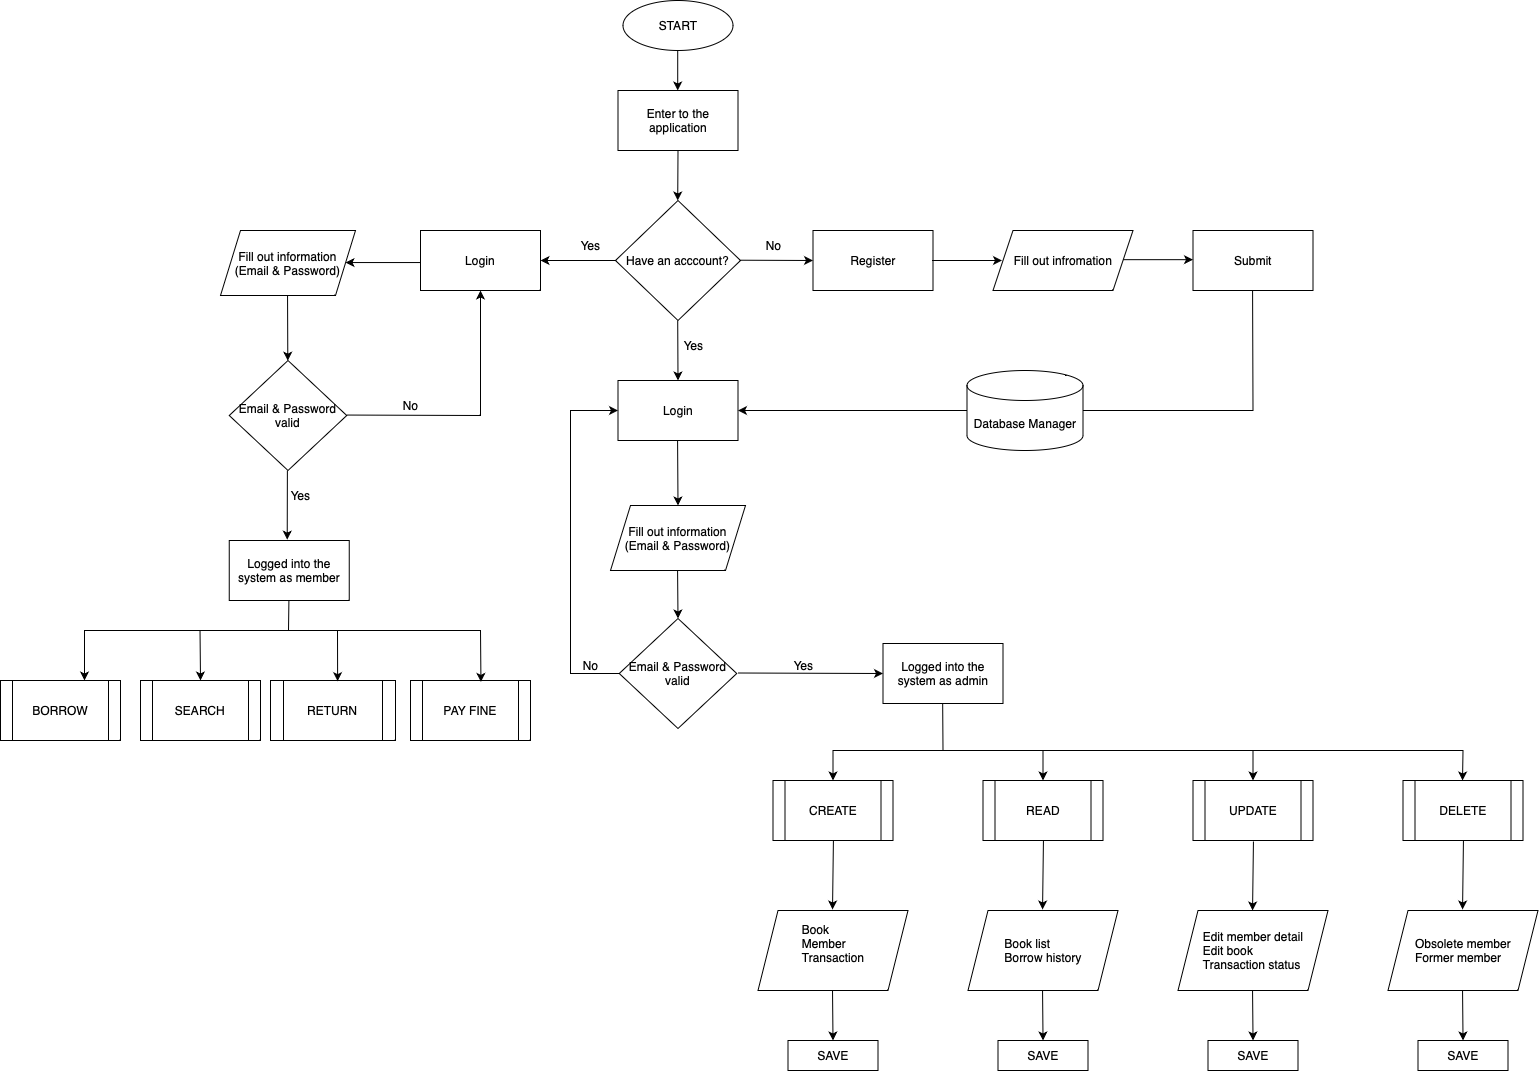 START
Enter to the
application
Have an acccount?
Yes
No
Yes
Login
Fill out information
(Email & Password)
Register
Fill out infromation
Submit
Email & Password
valid
No
Yes
Login
Database Manager
Fill out information
(Email & Password)
Logged into the
system as member
BORROW
SEARCH
RETURN
PAY FINE
Email & Password
valid
No
Yes
Logged into the
system as admin
CREATE
READ
UPDATE
DELETE
Book
Member
Transaction
Book list
Borrow history
Edit member detail
Edit book
Transaction status
Obsolete member
Former member
SAVE
SAVE
SAVE
SAVE